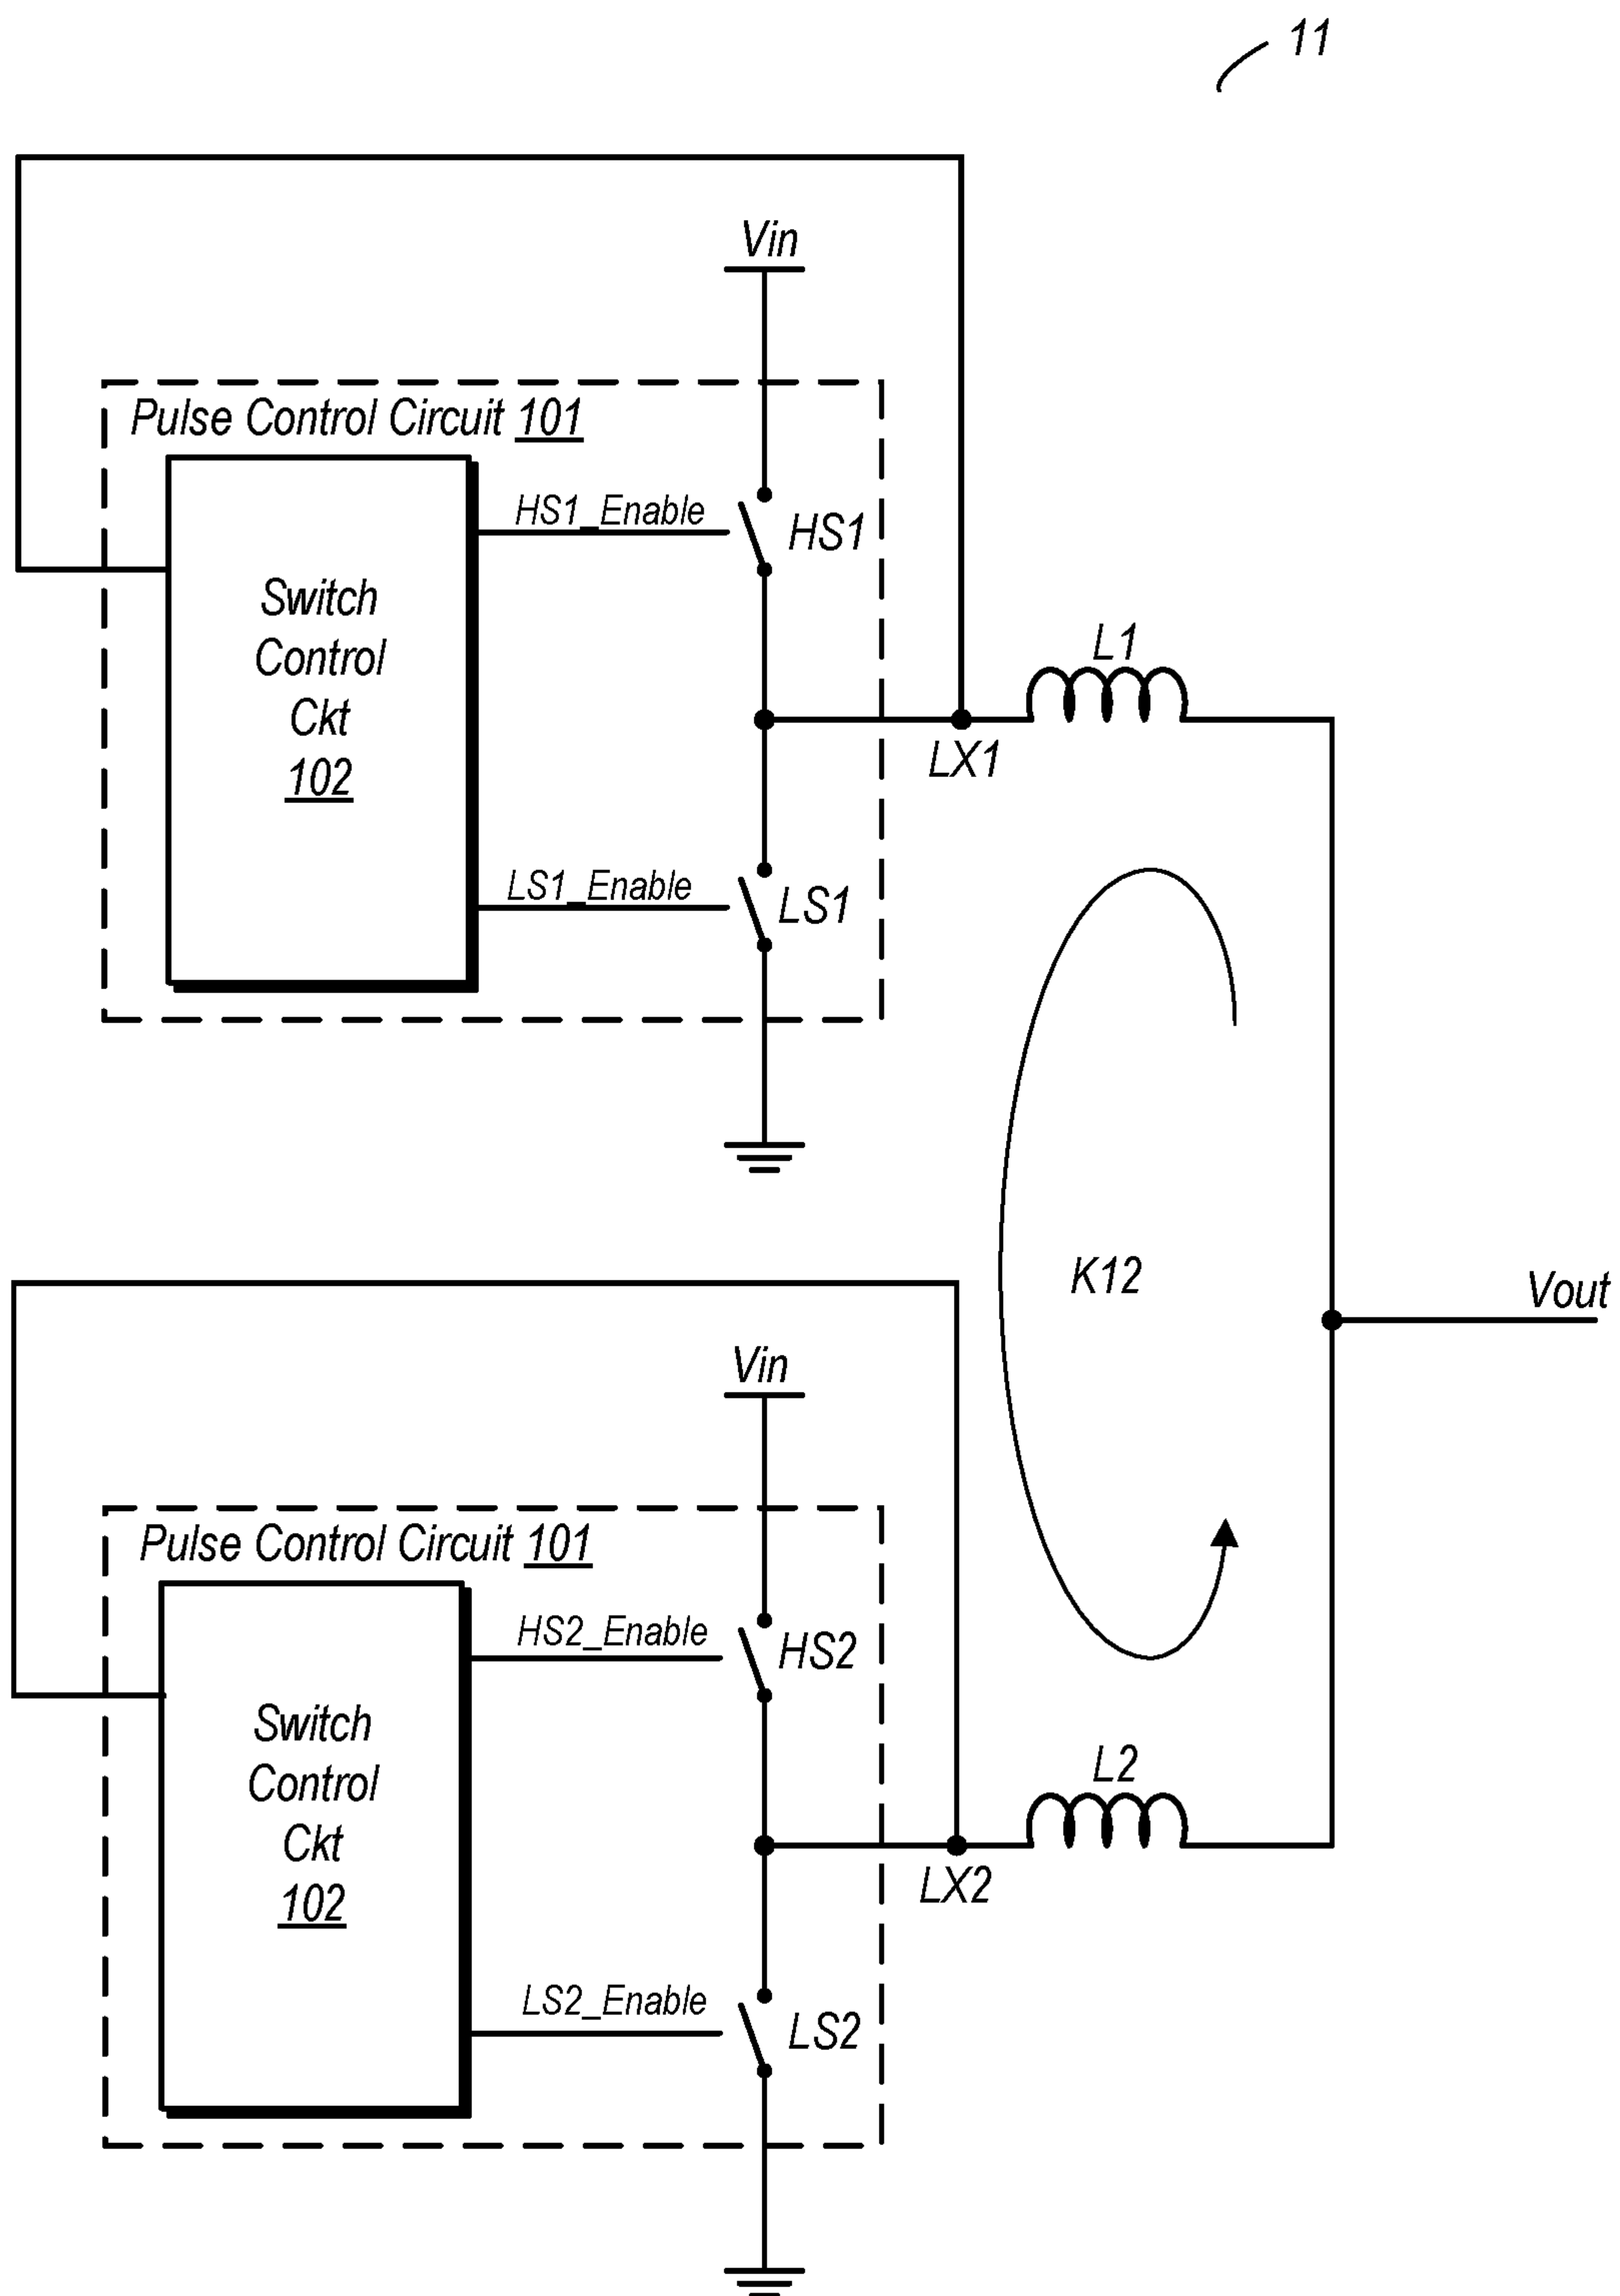 11
Vin
Pulse Control Circuit 101
HS1_Enable
HS1
Switch
Control
Ckt
102
L1
LX1
LS1_Enable
LS1
K12
Vout
Vin
Pulse Control Circuit 101
HS2_Enable
HS2
Switch
Control
Ckt
102
L2
LX2
LS2_Enable
LS2